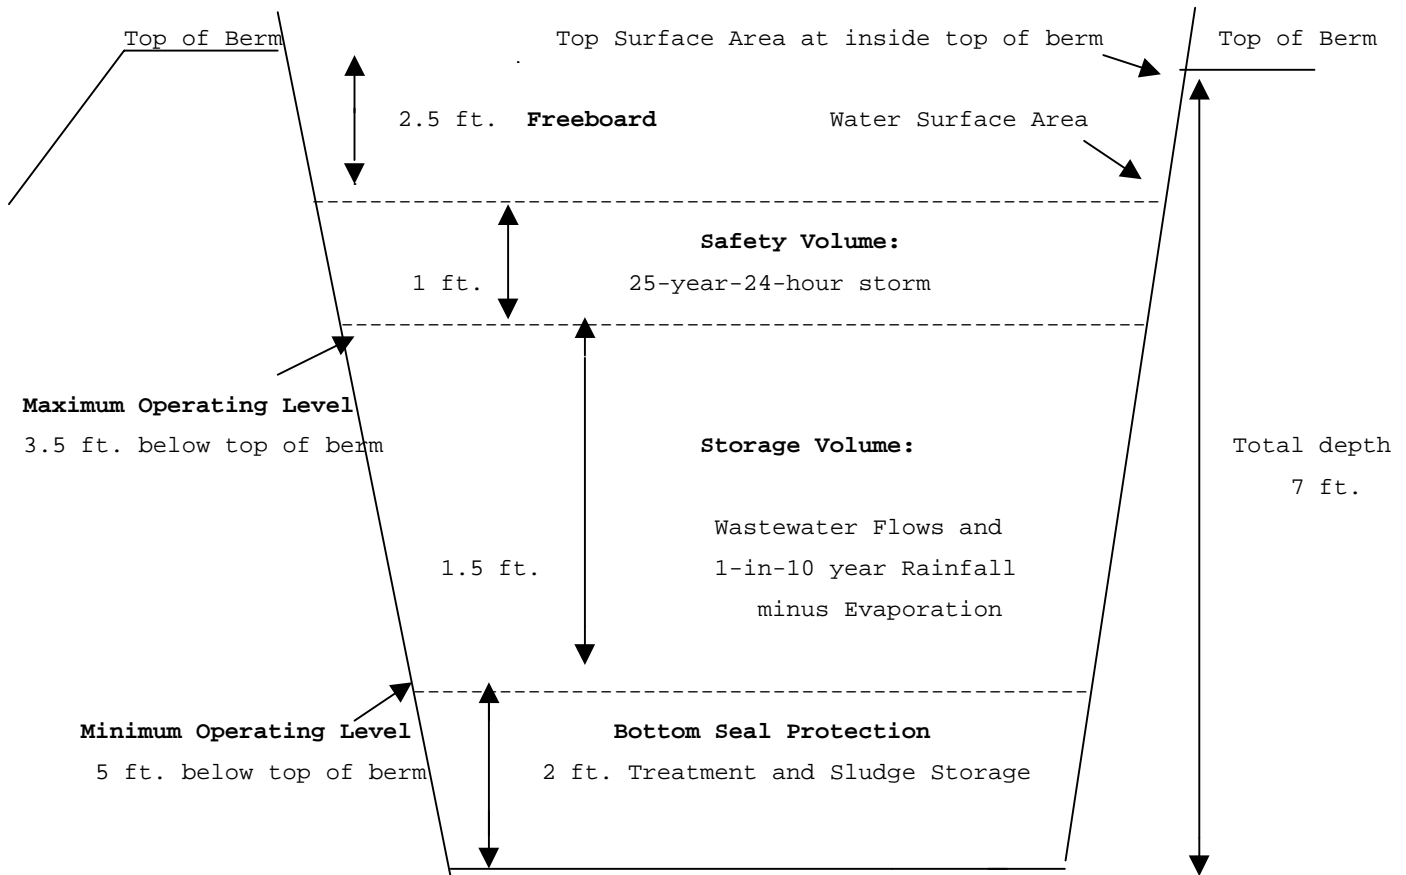 Top of Berm
Top Surface Area at inside top of berm
Top of Berm
2.5 ft. Freeboard
Water Surface Area
Safety Volume:
1 ft.
25-year-24-hour storm
Maximum Operating Level
3.5 ft. below top of berm
Storage Volume:
Total depth
7 ft.
Wastewater Flows and
1.5 ft.
1-in-10 year Rainfall
minus Evaporation
Minimum Operating Level
5 ft. below top of berm
Bottom Seal Protection
2 ft. Treatment and Sludge Storage